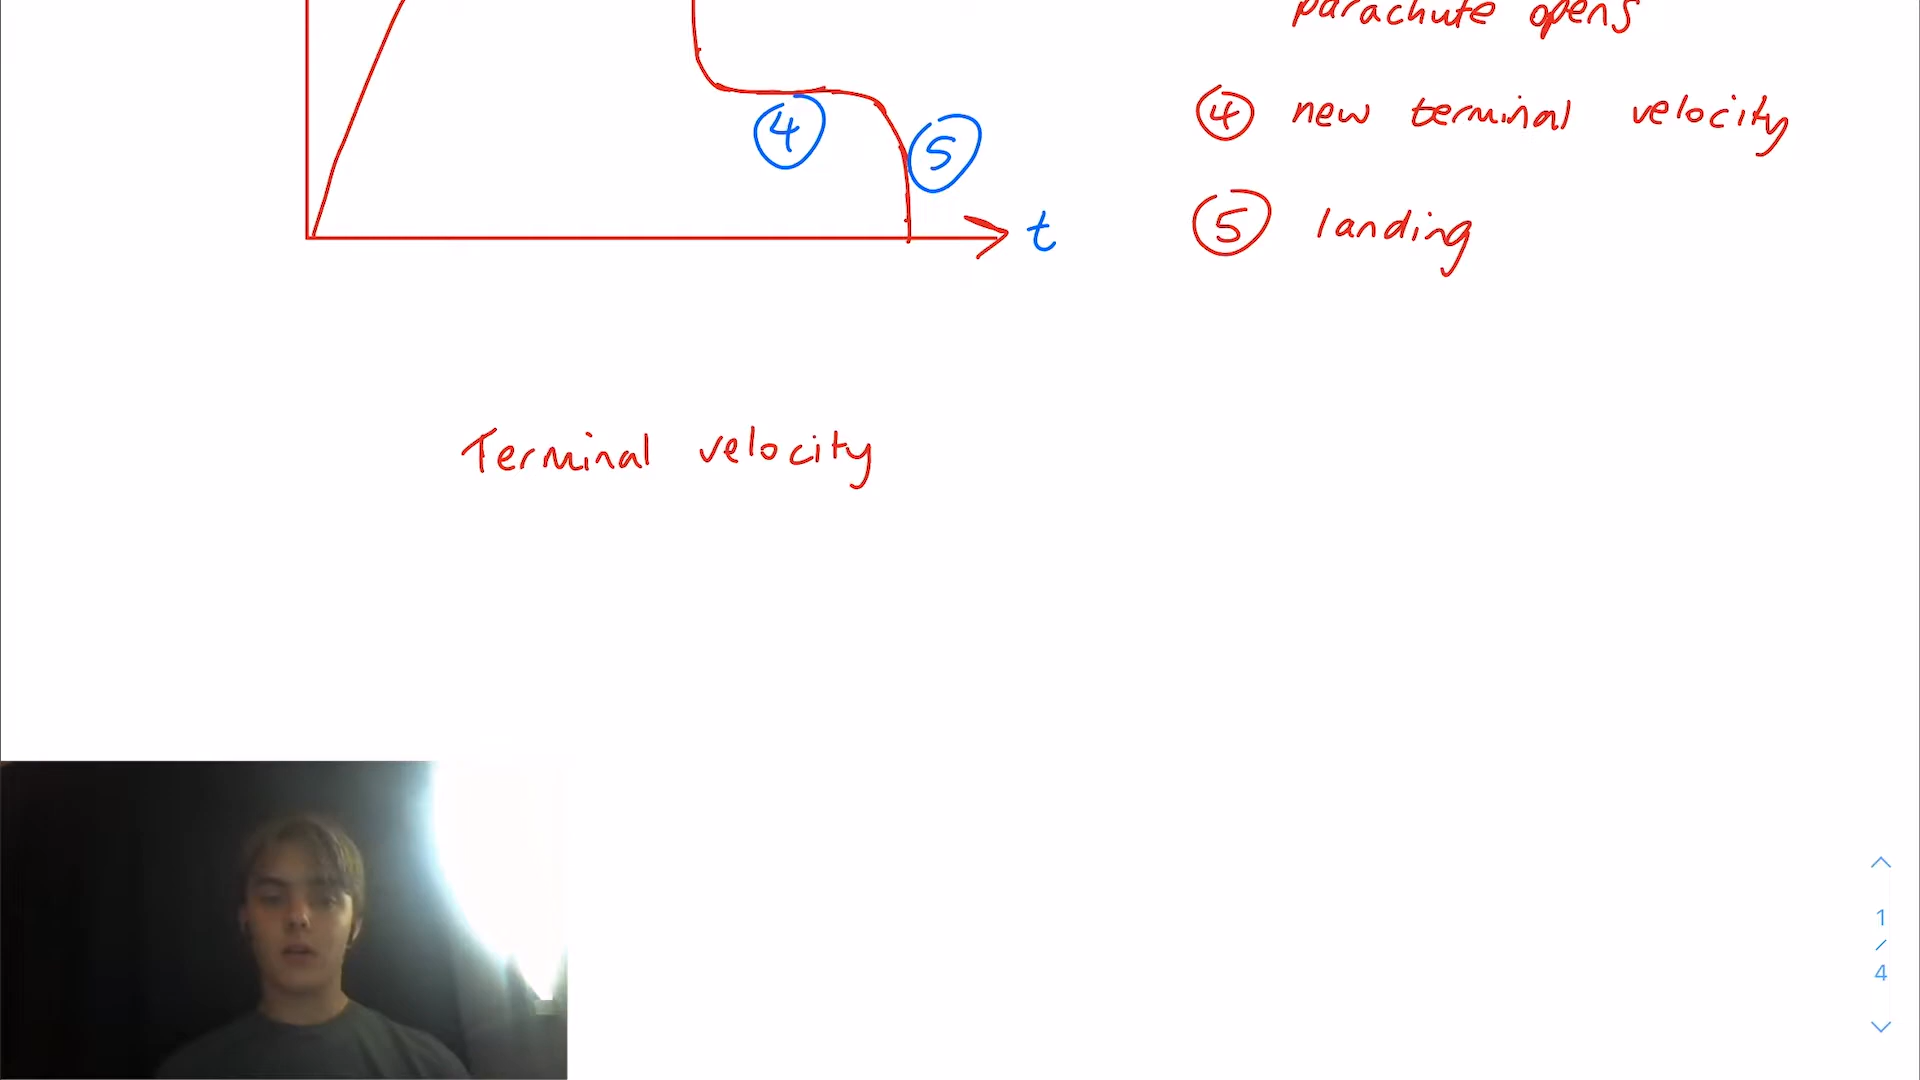 parachute opens
④ new terminal velocity
⑤ landing
④
⑤
t
Terminal velocity
1
/
4